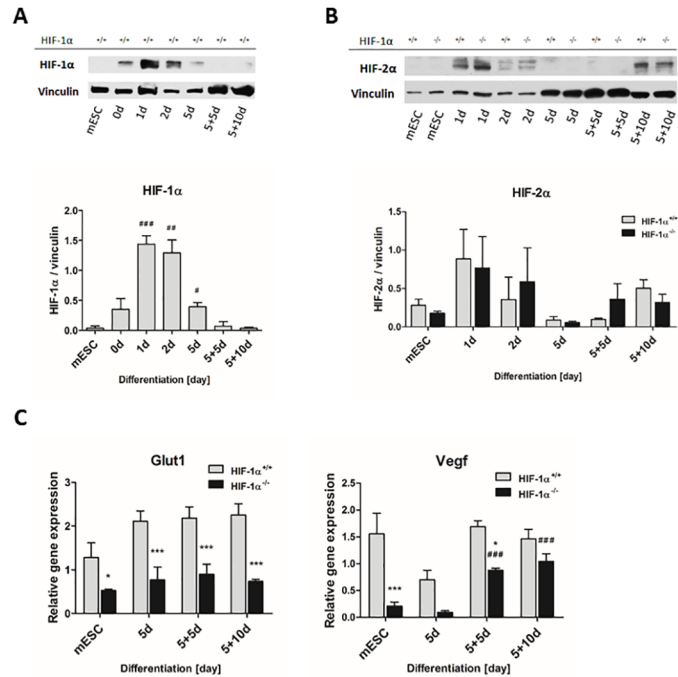 A
HIF-1α +/+ +/+ +/+ +/+ +/+ +/+ +/+
HIF-1α
Vinculin
mESC 0d 1d 2d 5d 5+5d 5+10d
HIF-1α
HIF-1α / vinculin
2.0
1.5
1.0
0.5
0.0
###
##
#
mESC 0d 1d 2d 5d 5+5d 5+10d
Differentiation [day]
B
HIF-1α +/+ -/- +/+ -/- +/+ -/- +/+ -/- +/+ -/- +/+ -/-
HIF-2α
Vinculin
mESC mESC 1d 1d 2d 2d 5d 5d 5+5d 5+5d 5+10d 5+10d
HIF-2α
HIF-2α / vinculin
1.5
1.0
0.5
0.0
HIF-1α+/+
HIF-1α-/-
mESC 1d 2d 5d 5+5d 5+10d
Differentiation [day]
C
Glut1
Relative gene expression
3
2
1
0
HIF-1α+/+
HIF-1α-/-
*
***
***
***
mESC 5d 5+5d 5+10d
Differentiation [day]
Vegf
Relative gene expression
2.5
2.0
1.5
1.0
0.5
0.0
HIF-1α+/+
HIF-1α-/-
***
*
###
###
mESC 5d 5+5d 5+10d
Differentiation [day]